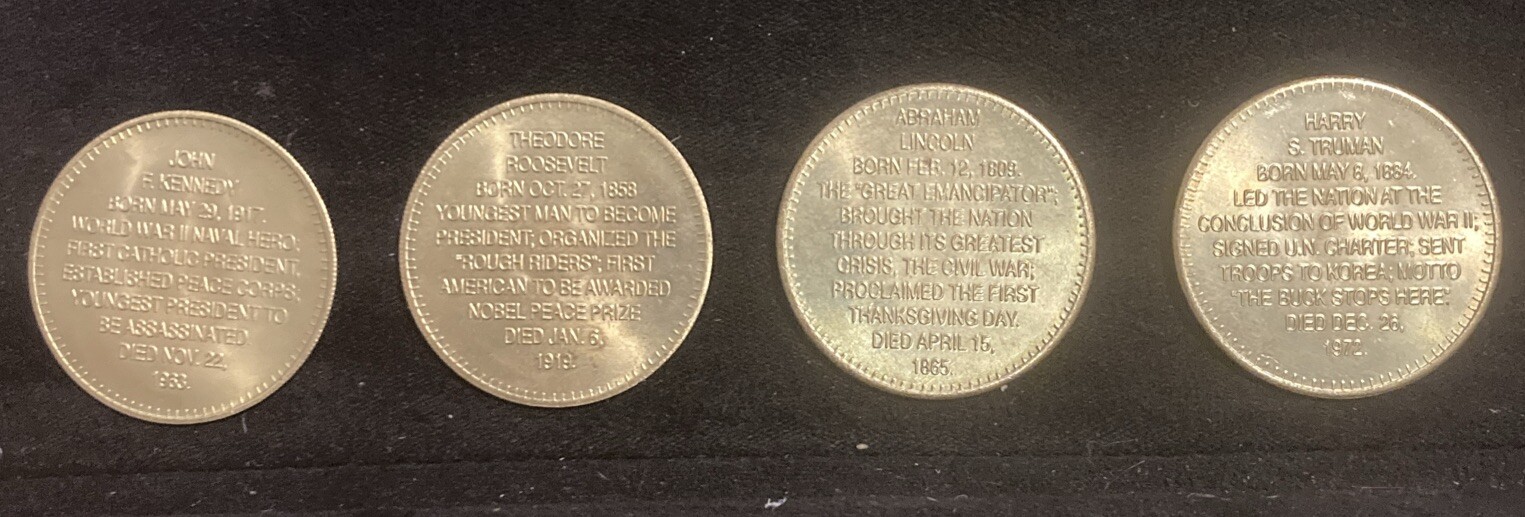 JOHN
F. KENNEDY
BORN MAY 29, 1917.
WORLD WAR II NAVAL HERO;
FIRST CATHOLIC PRESIDENT,
ESTABLISHED PEACE CORPS;
YOUNGEST PRESIDENT TO
BE ASSASSINATED
DIED NOV. 22,
1963.
THEODORE
ROOSEVELT
BORN OCT. 27, 1858
YOUNGEST MAN TO BECOME
PRESIDENT; ORGANIZED THE
"ROUGH RIDERS"; FIRST
AMERICAN TO BE AWARDED
NOBEL PEACE PRIZE
DIED JAN. 6,
1919.
ABRAHAM
LINCOLN
BORN FEB. 12, 1809.
THE "GREAT EMANCIPATOR";
BROUGHT THE NATION
THROUGH ITS GREATEST
CRISIS, THE CIVIL WAR;
PROCLAIMED THE FIRST
THANKSGIVING DAY.
DIED APRIL 15,
1865.
HARRY
S. TRUMAN
BORN MAY 8, 1884.
LED THE NATION AT THE
CONCLUSION OF WORLD WAR II;
SIGNED U.N. CHARTER; SENT
TROOPS TO KOREA; MOTTO
"THE BUCK STOPS HERE".
DIED DEC. 26,
1972.